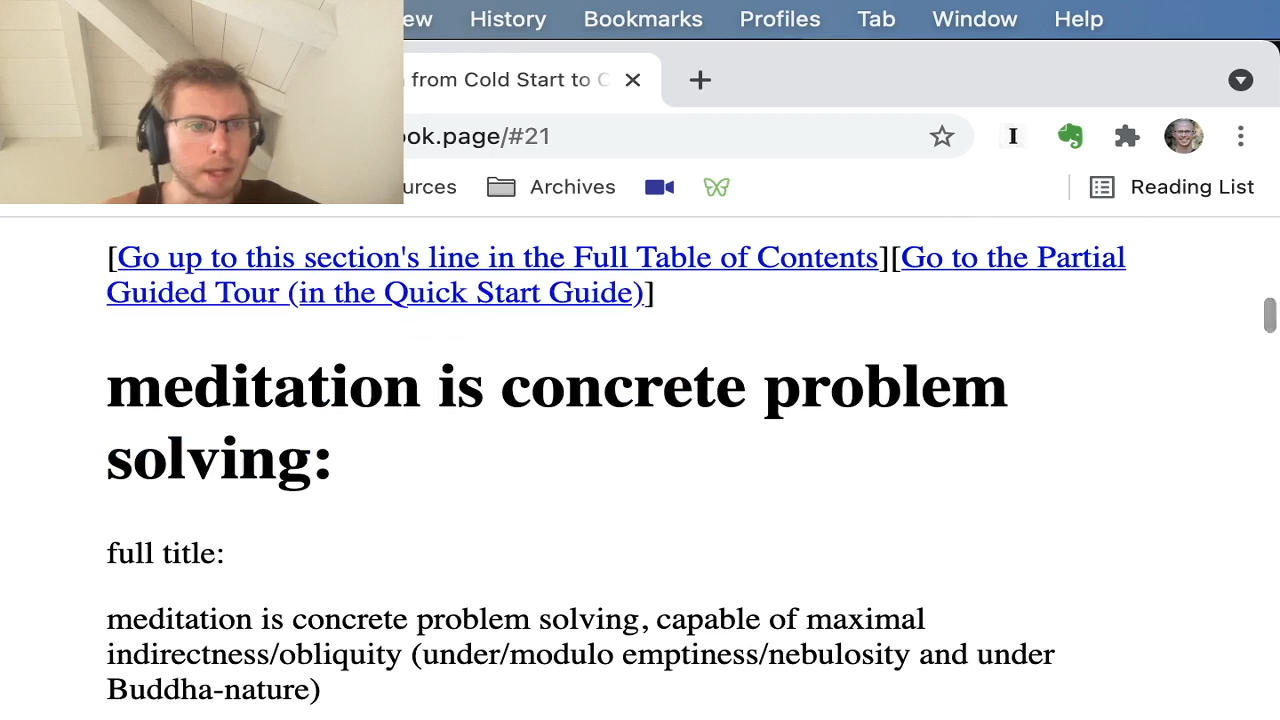 History Bookmarks Profiles Tab Window Help
from Cold Start to
ok.page/#21
Archives Reading List
[Go up to this section's line in the Full Table of Contents][Go to the Partial
Guided Tour (in the Quick Start Guide)]
meditation is concrete problem
solving:
full title:
meditation is concrete problem solving, capable of maximal
indirectness/obliquity (under/modulo emptiness/nebulosity and under
Buddha-nature)